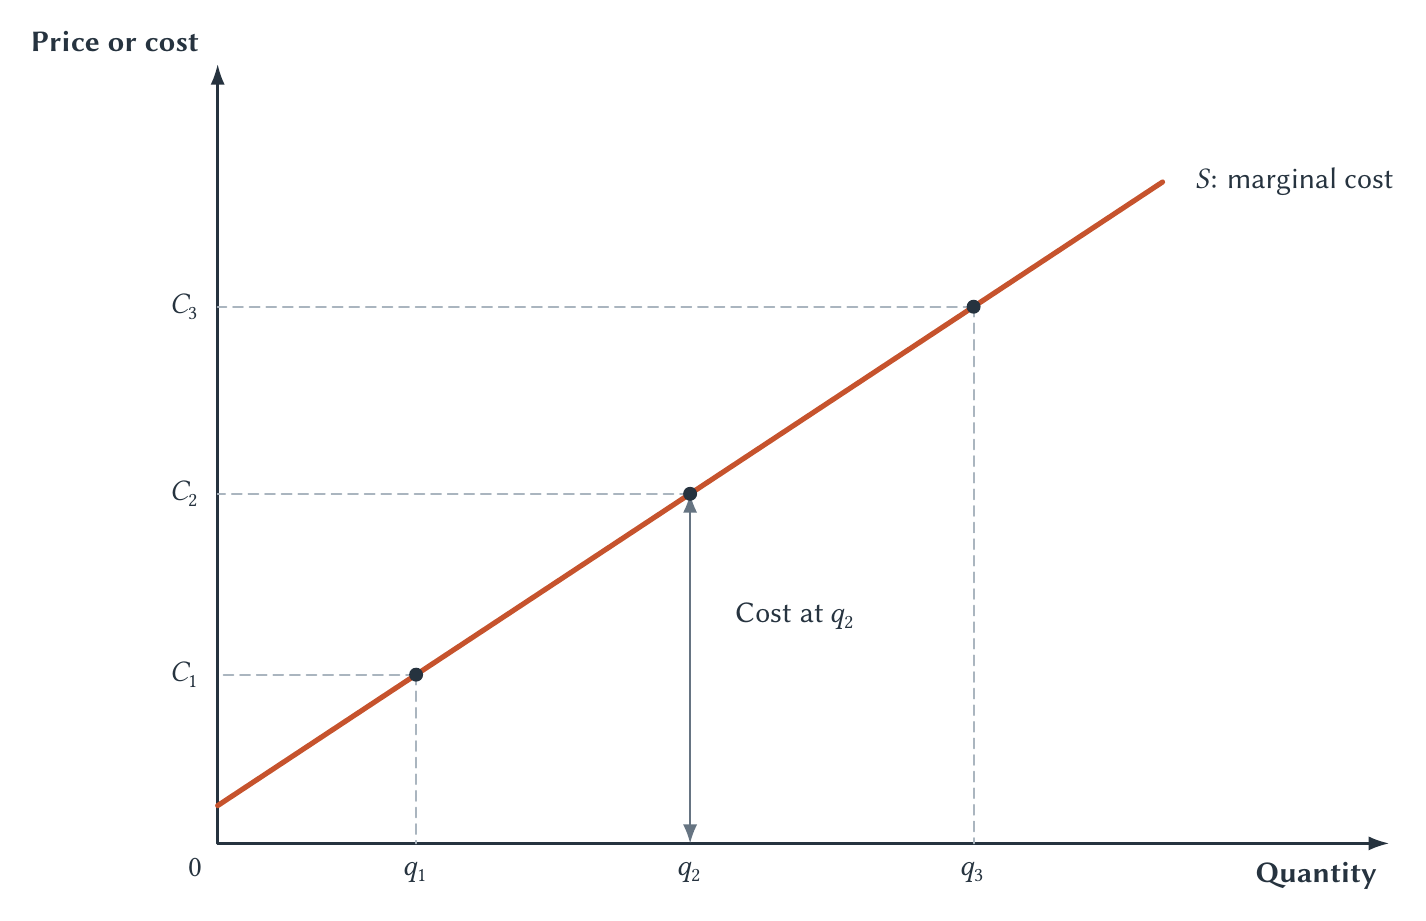 Price or cost
S: marginal cost
C₃
C₂
Cost at q₂
C₁
0
q₁
q₂
q₃
Quantity